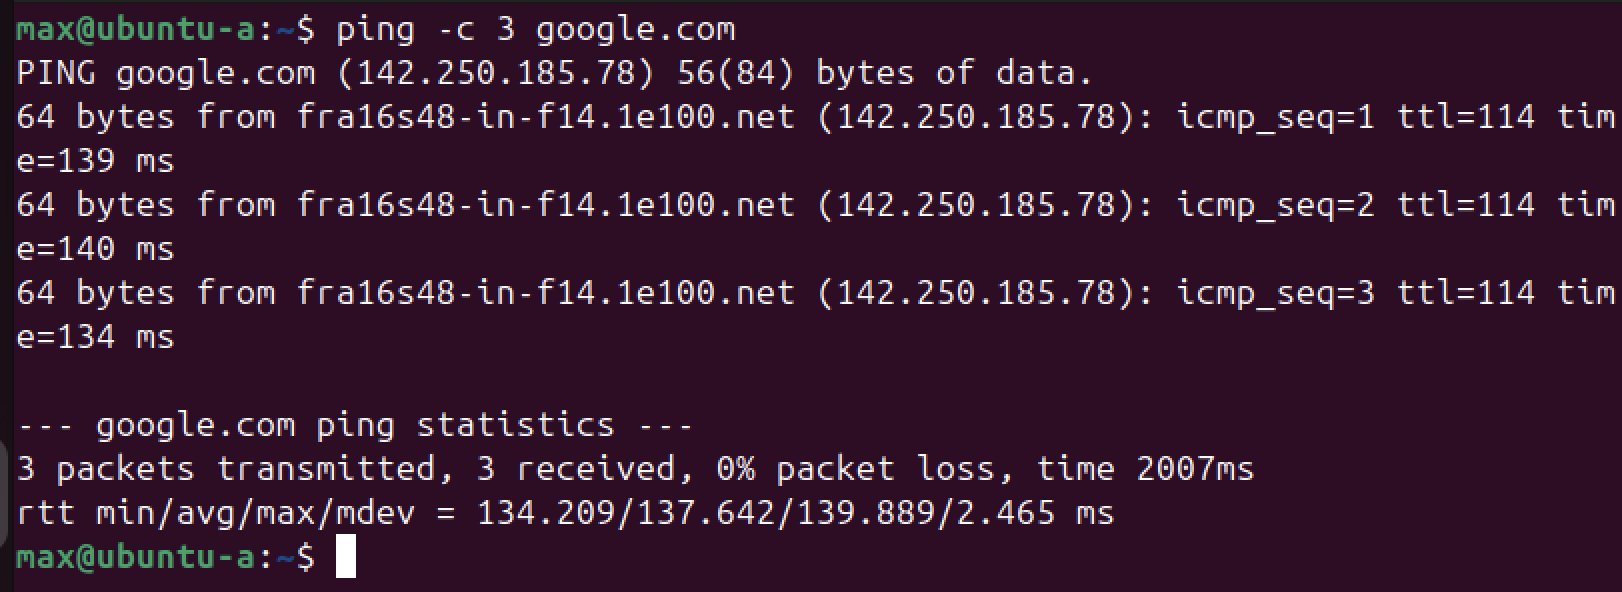 max@ubuntu-a:~$ ping -c 3 google.com
PING google.com (142.250.185.78) 56(84) bytes of data.
64 bytes from fra16s48-in-f14.1e100.net (142.250.185.78): icmp_seq=1 ttl=114 tim
e=139 ms
64 bytes from fra16s48-in-f14.1e100.net (142.250.185.78): icmp_seq=2 ttl=114 tim
e=140 ms
64 bytes from fra16s48-in-f14.1e100.net (142.250.185.78): icmp_seq=3 ttl=114 tim
e=134 ms

--- google.com ping statistics ---
3 packets transmitted, 3 received, 0% packet loss, time 2007ms
rtt min/avg/max/mdev = 134.209/137.642/139.889/2.465 ms
max@ubuntu-a:~$